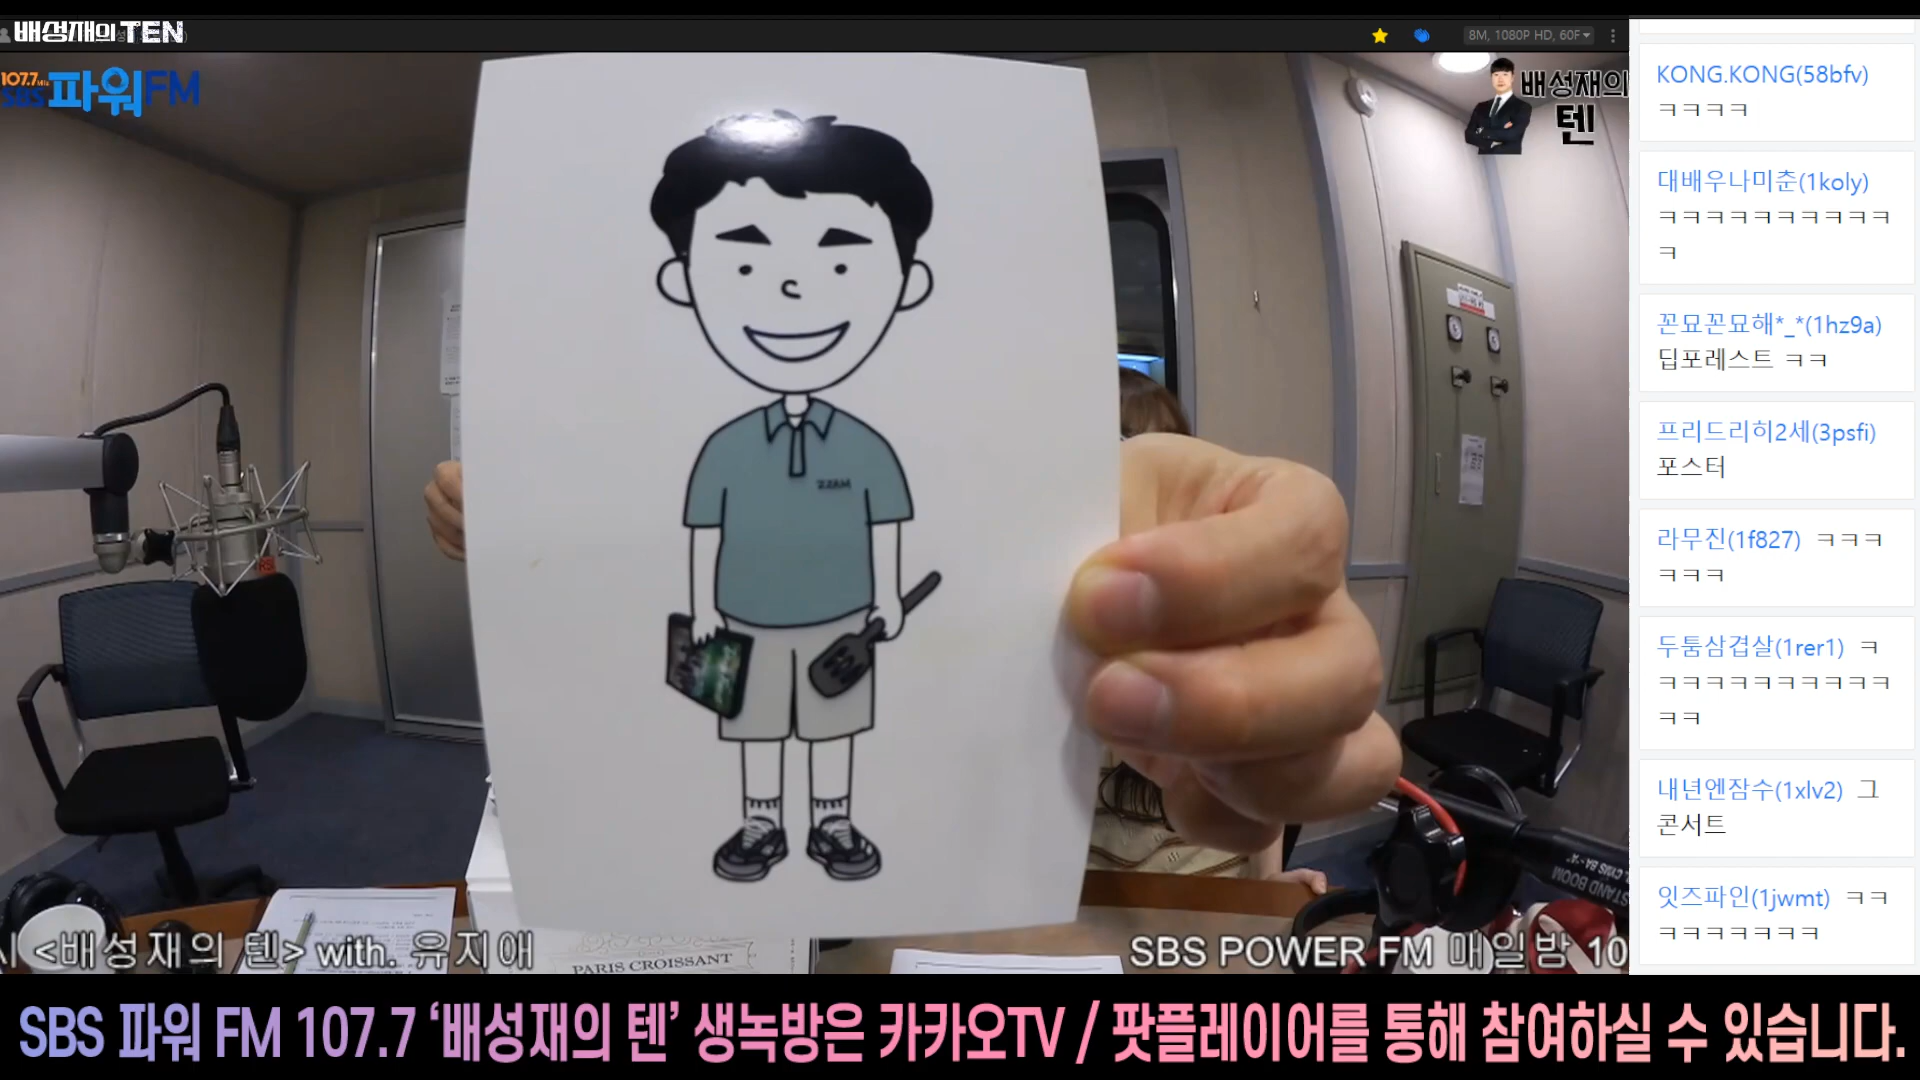 배성재의 TEN
8M, 1080P HD, 60F
107.7 MHz
SBS 파워FM
배성재의
텐
ZZAM
PARIS CROISSANT
STAND BOOM
시 <배성재의 텐> with. 유지애
SBS POWER FM 매일밤 10
KONG.KONG(58bfv)
ㅋㅋㅋㅋ
대배우나미춘(1koly)
ㅋㅋㅋㅋㅋㅋㅋㅋㅋㅋ
ㅋ
꼰묘꼰묘해*_*(1hz9a)
딥포레스트 ㅋㅋ
프리드리히2세(3psfi)
포스터
라무진(1f827) ㅋㅋㅋ
ㅋㅋㅋ
두툼삼겹살(1rer1) ㅋ
ㅋㅋㅋㅋㅋㅋㅋㅋㅋㅋ
ㅋㅋ
내년엔잠수(1xlv2) 그
콘서트
잇즈파인(1jwmt) ㅋㅋ
ㅋㅋㅋㅋㅋㅋㅋ
SBS 파워 FM 107.7 ‘배성재의 텐’ 생녹방은 카카오TV / 팟플레이어를 통해 참여하실 수 있습니다.